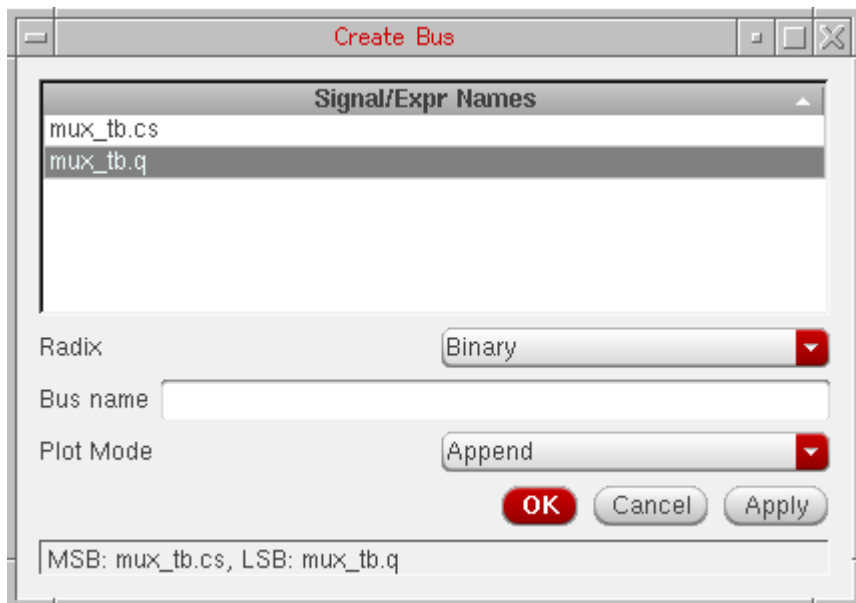 Create Bus
Signal/Expr Names
mux_tb.cs
mux_tb.q
Radix Binary
Bus name
Plot Mode Append
OK Cancel Apply
MSB: mux_tb.cs, LSB: mux_tb.q